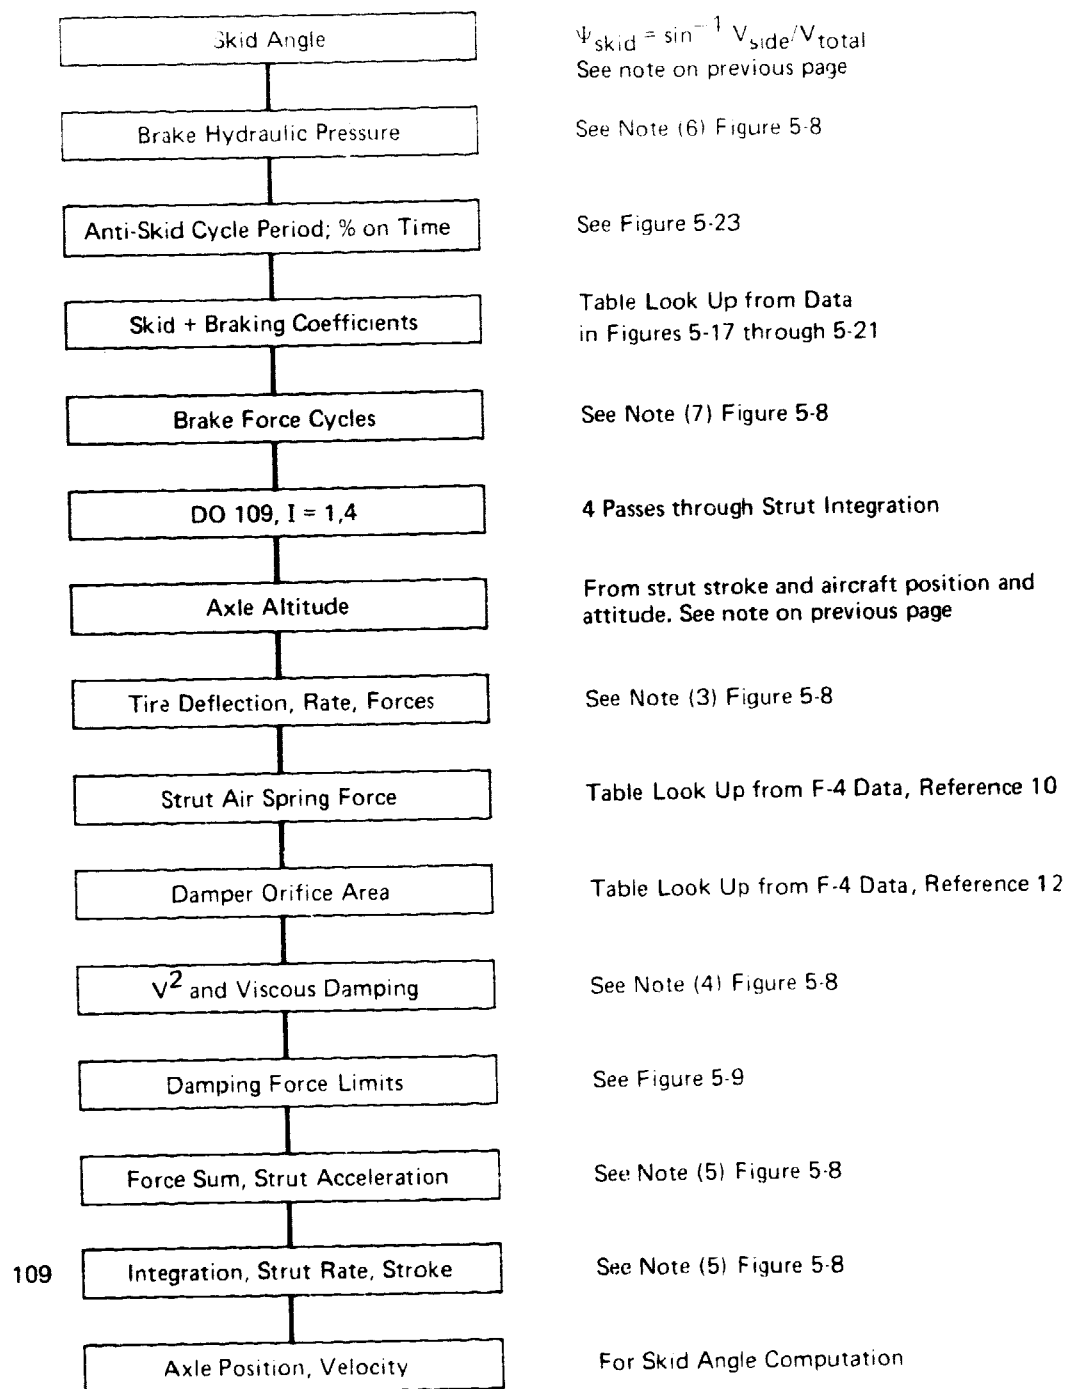 Skid Angle
Ψskid = sin⁻¹ Vside/Vtotal
See note on previous page
Brake Hydraulic Pressure
See Note (6) Figure 5-8
Anti-Skid Cycle Period; % on Time
See Figure 5-23
Skid + Braking Coefficients
Table Look Up from Data
in Figures 5-17 through 5-21
Brake Force Cycles
See Note (7) Figure 5-8
DO 109, I = 1,4
4 Passes through Strut Integration
Axle Altitude
From strut stroke and aircraft position and
attitude. See note on previous page
Tire Deflection, Rate, Forces
See Note (3) Figure 5-8
Strut Air Spring Force
Table Look Up from F-4 Data, Reference 10
Damper Orifice Area
Table Look Up from F-4 Data, Reference 12
V² and Viscous Damping
See Note (4) Figure 5-8
Damping Force Limits
See Figure 5-9
Force Sum, Strut Acceleration
See Note (5) Figure 5-8
109
Integration, Strut Rate, Stroke
See Note (5) Figure 5-8
Axle Position, Velocity
For Skid Angle Computation